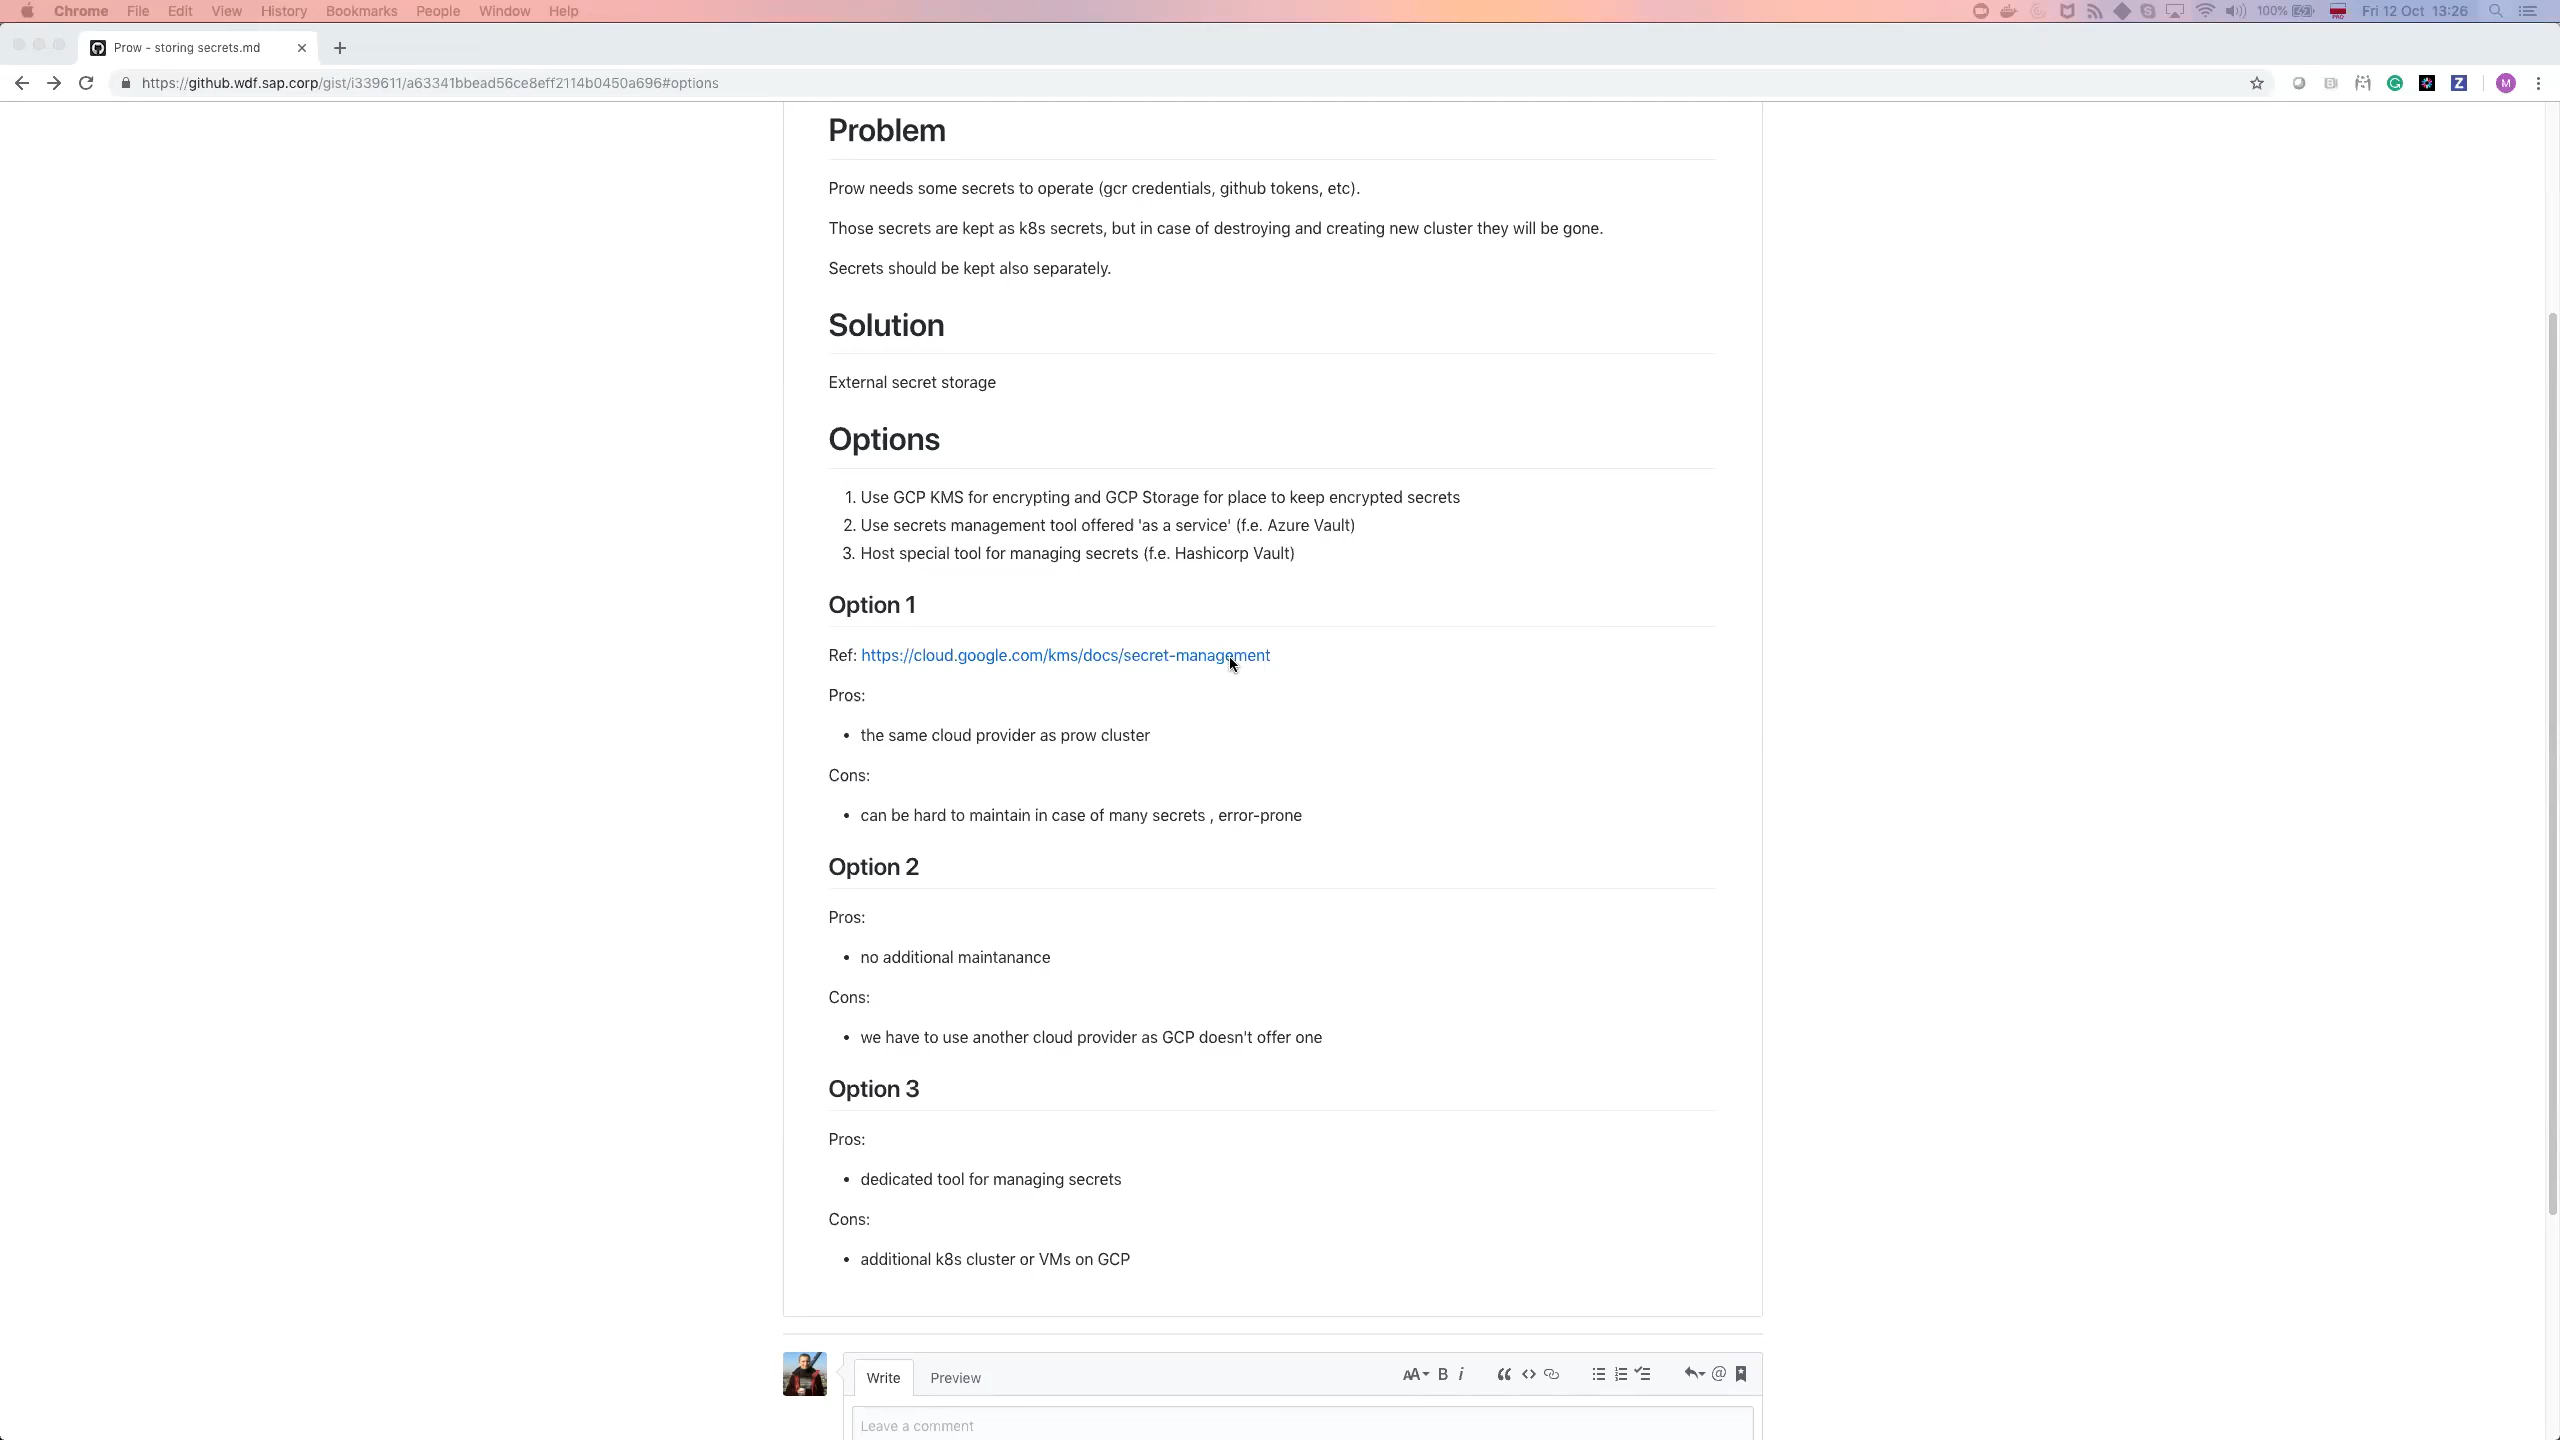 Chrome File Edit View History Bookmarks People Window Help 100% Fri 12 Oct 13:26
Prow - storing secrets.md
https://github.wdf.sap.corp/gist/i339611/a63341bbead56ce8eff2114b0450a696#options
Problem
Prow needs some secrets to operate (gcr credentials, github tokens, etc).
Those secrets are kept as k8s secrets, but in case of destroying and creating new cluster they will be gone.
Secrets should be kept also separately.
Solution
External secret storage
Options
1. Use GCP KMS for encrypting and GCP Storage for place to keep encrypted secrets
2. Use secrets management tool offered 'as a service' (f.e. Azure Vault)
3. Host special tool for managing secrets (f.e. Hashicorp Vault)
Option 1
Ref: https://cloud.google.com/kms/docs/secret-management
Pros:
• the same cloud provider as prow cluster
Cons:
• can be hard to maintain in case of many secrets , error-prone
Option 2
Pros:
• no additional maintanance
Cons:
• we have to use another cloud provider as GCP doesn't offer one
Option 3
Pros:
• dedicated tool for managing secrets
Cons:
• additional k8s cluster or VMs on GCP
Write Preview
Leave a comment